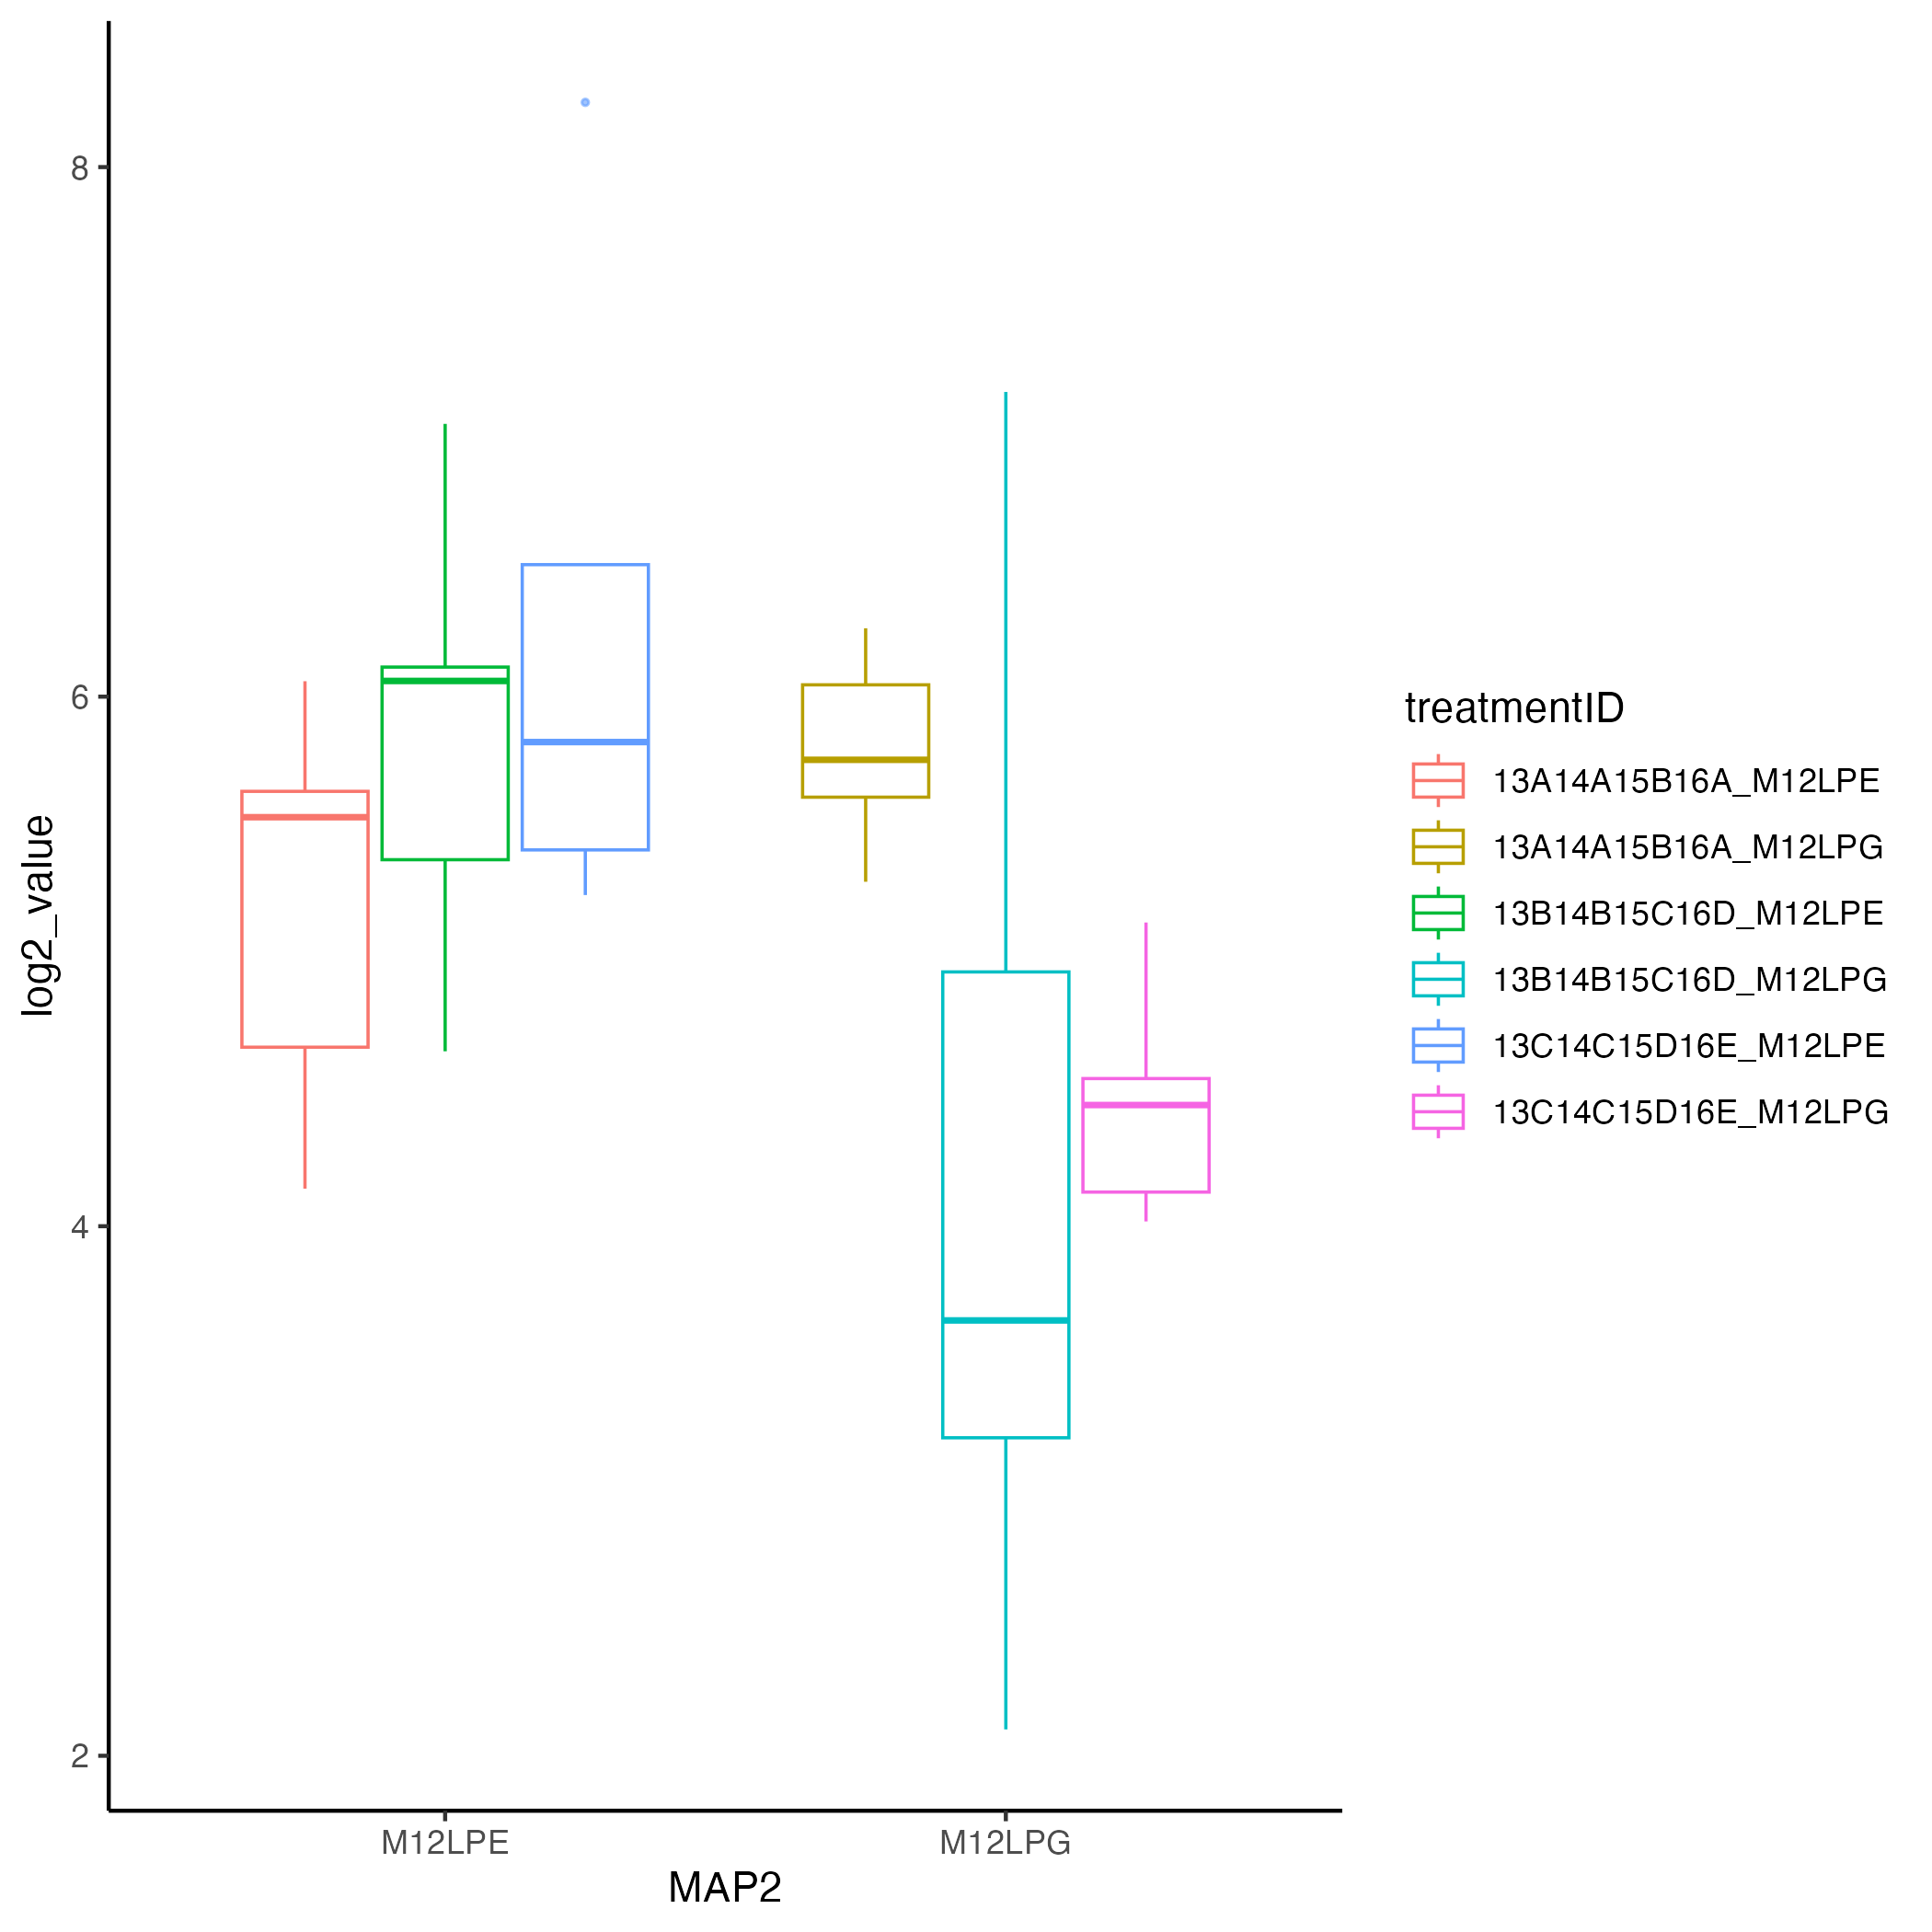 log2_value
8
6
4
2
M12LPE
M12LPG
MAP2
treatmentID
13A14A15B16A_M12LPE
13A14A15B16A_M12LPG
13B14B15C16D_M12LPE
13B14B15C16D_M12LPG
13C14C15D16E_M12LPE
13C14C15D16E_M12LPG